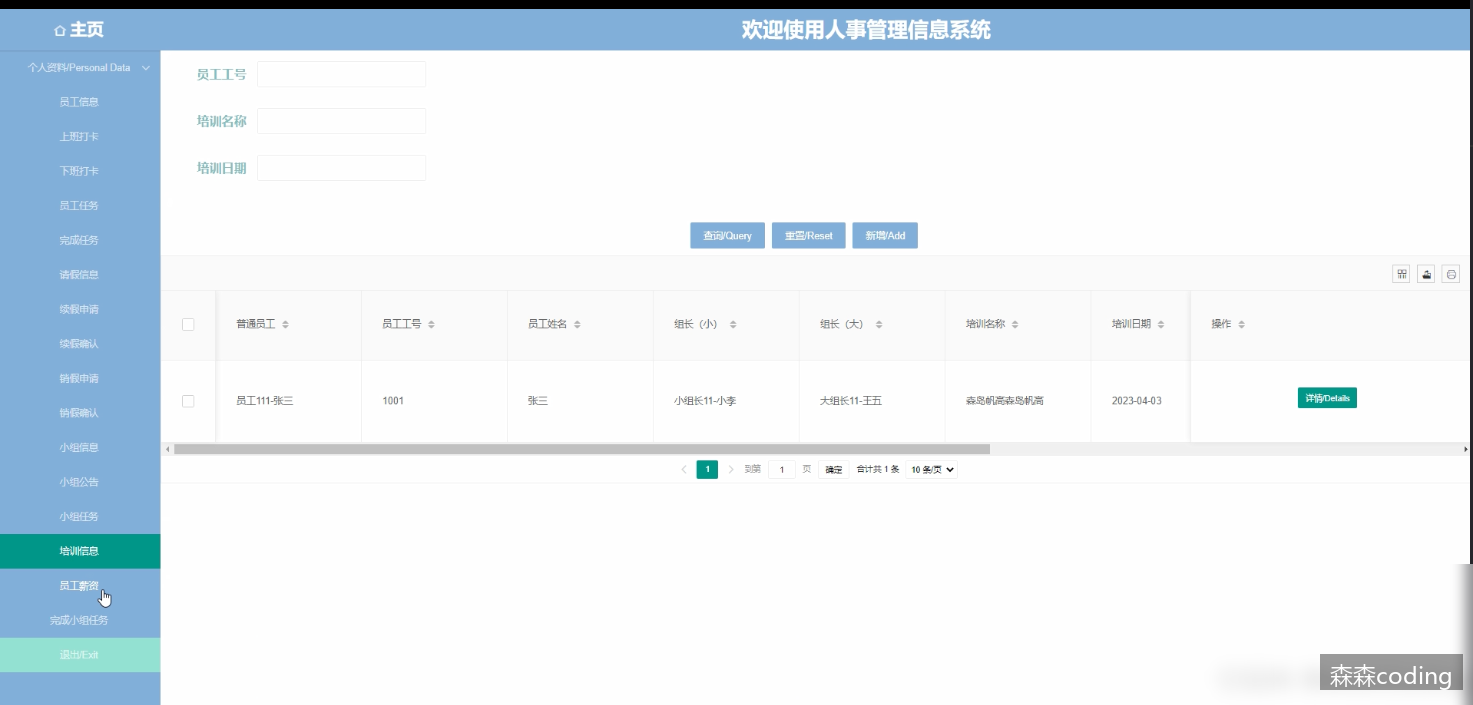 主页
欢迎使用人事管理信息系统
个人资料/Personal Data
员工信息
上班打卡
下班打卡
员工任务
完成任务
请假信息
续假申请
续假确认
销假申请
销假确认
小组信息
小组公告
小组任务
培训信息
员工薪资
完成小组任务
退出/Exit
员工工号
培训名称
培训日期
查询/Query 重置/Reset 新增/Add
普通员工 员工工号 员工姓名 组长（小） 组长（大） 培训名称 培训日期 操作
员工111-张三 1001 张三 小组长11-小李 大组长11-王五 森岛帆高森岛帆高 2023-04-03 详情/Details
1 到第 1 页 确定 合计共 1 条 10 条/页
森森coding